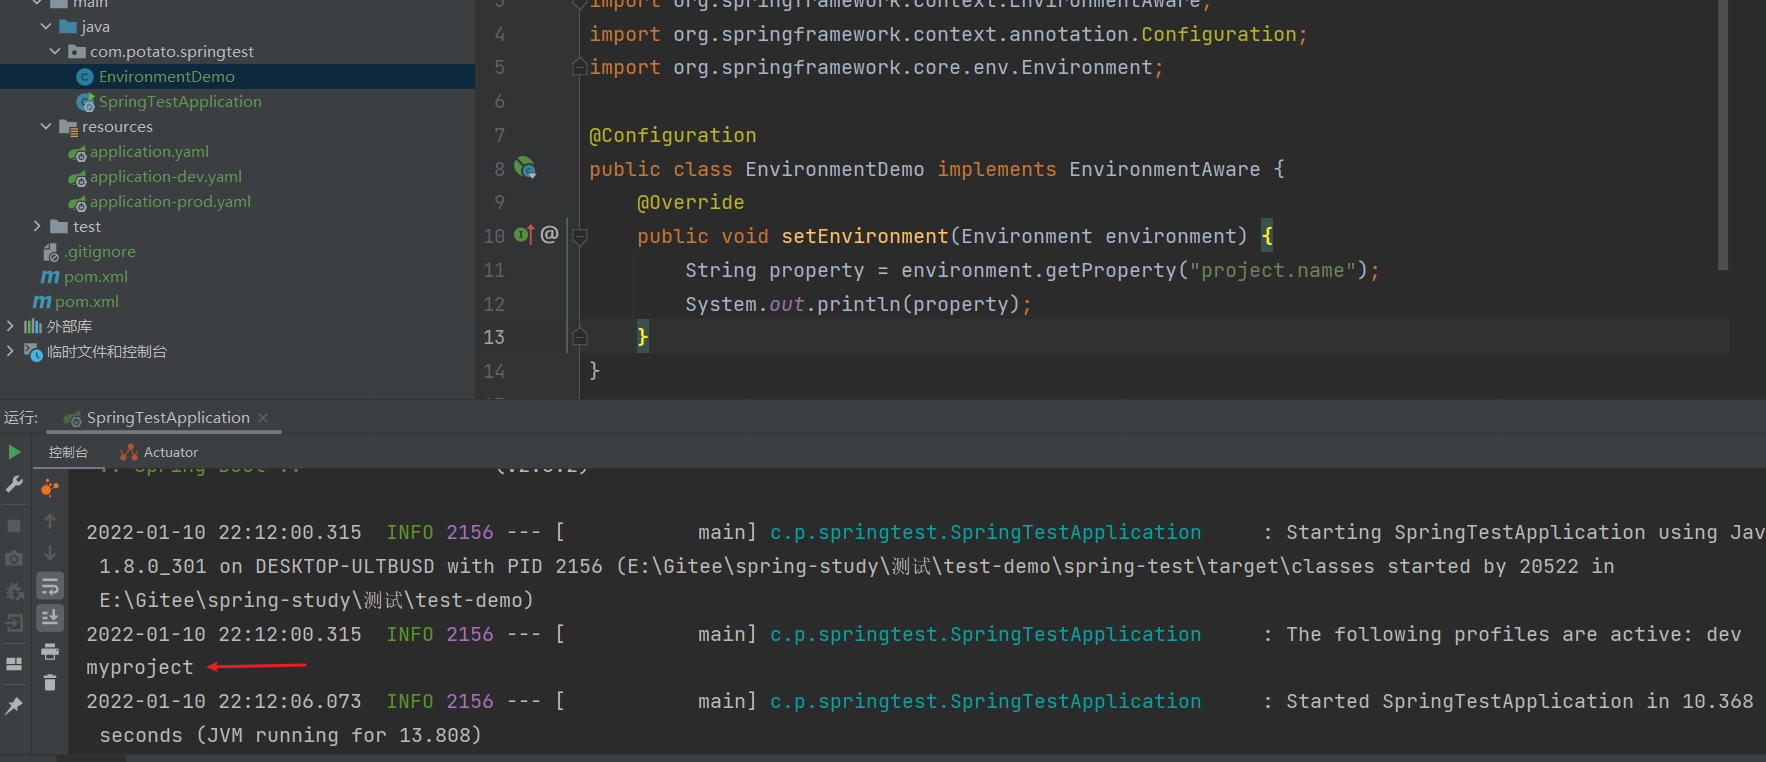 main
java
com.potato.springtest
EnvironmentDemo
SpringTestApplication
resources
application.yaml
application-dev.yaml
application-prod.yaml
test
.gitignore
pom.xml
pom.xml
外部库
临时文件和控制台
3 import org.springframework.context.EnvironmentAware;
4 import org.springframework.context.annotation.Configuration;
5 import org.springframework.core.env.Environment;
6
7 @Configuration
8 public class EnvironmentDemo implements EnvironmentAware {
9 @Override
10 @ public void setEnvironment(Environment environment) {
11 String property = environment.getProperty("project.name");
12 System.out.println(property);
13 }
14 }
运行: SpringTestApplication
控制台 Actuator
:: Spring Boot ::
2022-01-10 22:12:00.315  INFO 2156 --- [           main] c.p.springtest.SpringTestApplication     : Starting SpringTestApplication using Jav
1.8.0_301 on DESKTOP-ULTBUSD with PID 2156 (E:\Gitee\spring-study\测试\test-demo\spring-test\target\classes started by 20522 in
E:\Gitee\spring-study\测试\test-demo)
2022-01-10 22:12:00.315  INFO 2156 --- [           main] c.p.springtest.SpringTestApplication     : The following profiles are active: dev
myproject
2022-01-10 22:12:06.073  INFO 2156 --- [           main] c.p.springtest.SpringTestApplication     : Started SpringTestApplication in 10.368
seconds (JVM running for 13.808)